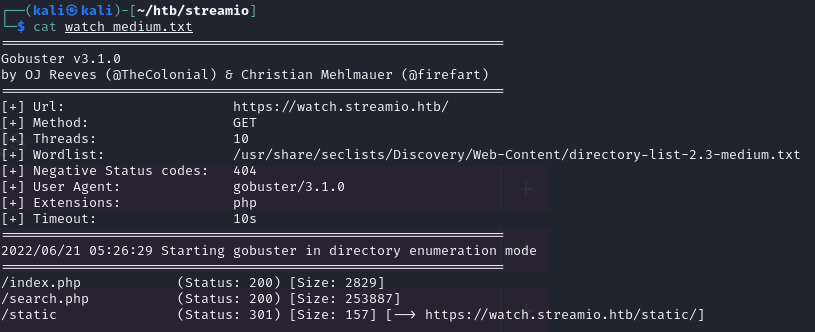 ┌──(kali㉿kali)-[~/htb/streamio]
└─$ cat watch_medium.txt
===============================================================
Gobuster v3.1.0
by OJ Reeves (@TheColonial) & Christian Mehlmauer (@firefart)
===============================================================
[+] Url:                     https://watch.streamio.htb/
[+] Method:                  GET
[+] Threads:                 10
[+] Wordlist:                /usr/share/seclists/Discovery/Web-Content/directory-list-2.3-medium.txt
[+] Negative Status codes:   404
[+] User Agent:              gobuster/3.1.0
[+] Extensions:              php
[+] Timeout:                 10s
===============================================================
2022/06/21 05:26:29 Starting gobuster in directory enumeration mode
===============================================================
/index.php            (Status: 200) [Size: 2829]
/search.php           (Status: 200) [Size: 253887]
/static               (Status: 301) [Size: 157] [--> https://watch.streamio.htb/static/]